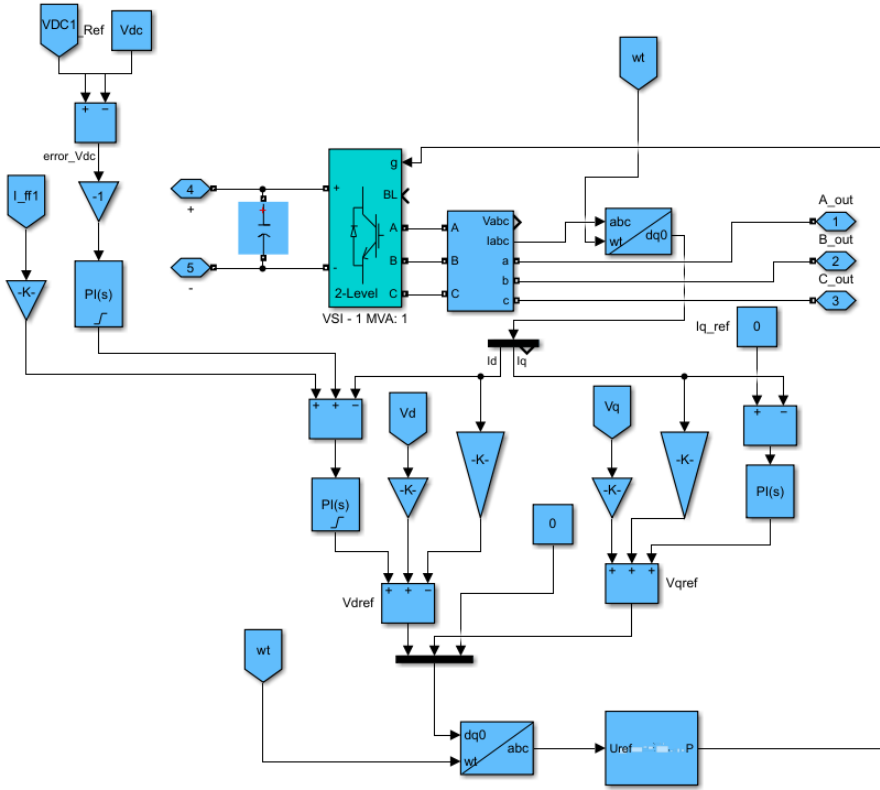 VDC1
_Ref
Vdc
+ −
error_Vdc
-1
I_ff1
-K-
PI(s)
wt
4
+
5
-
g
+
BL
A
B
-
C
2-Level
VSI - 1 MVA: 1
A
B
C
Vabc
Iabc
a
b
c
abc
wt
dq0
A_out
1
B_out
2
C_out
3
Id
Iq
Iq_ref
0
+ + −
Vd
-K-
-K-
Vq
-K-
-K-
+ −
PI(s)
PI(s)
0
+ + −
Vdref
+ + +
Vqref
wt
dq0
wt
abc
Uref
P